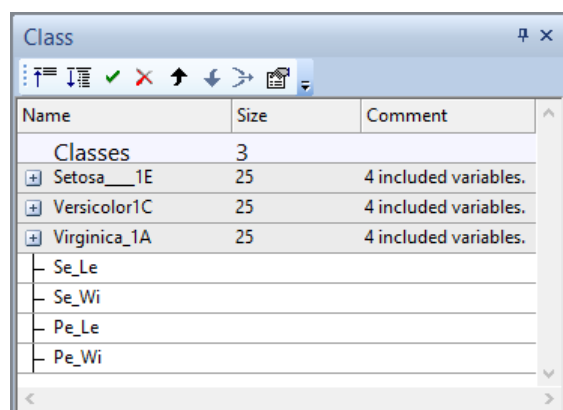 Class
Name Size Comment
Classes 3
Setosa___1E 25 4 included variables.
Versicolor1C 25 4 included variables.
Virginica_1A 25 4 included variables.
Se_Le
Se_Wi
Pe_Le
Pe_Wi